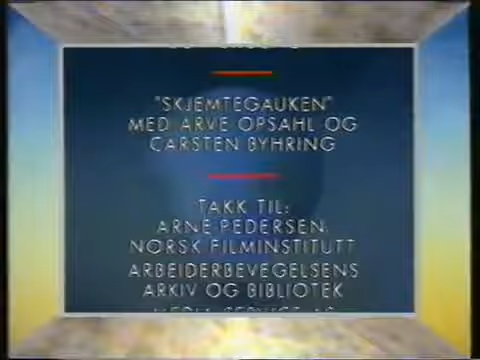 "SKJEMTEGAUKEN"
MED ARVE OPSAHL OG
CARSTEN BYHRING
TAKK TIL:
ARNE PEDERSEN
NORSK FILMINSTITUTT
ARBEIDERBEVEGELSENS
ARKIV OG BIBLIOTEK